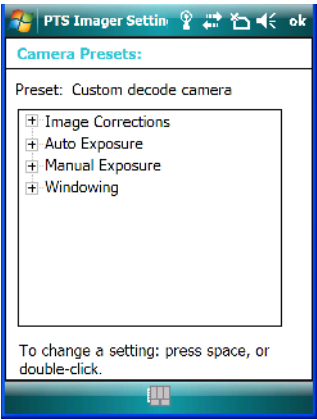 PTS Imager Settin
ok
Camera Presets:
Preset: Custom decode camera
Image Corrections
Auto Exposure
Manual Exposure
Windowing
To change a setting: press space, or
double-click.